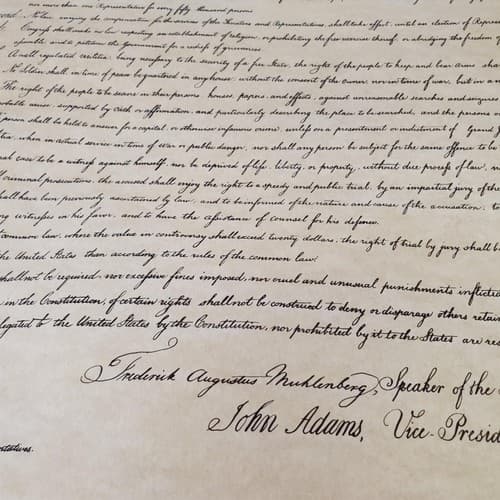 nor more than one Representative for every fifty thousand persons
to law, varying the compensation for the services of the Senators and Representatives, shall take effect, until an election of Represen
Congress shall make no law respecting an establishment of religion, or prohibiting the free exercise thereof; or abridging the freedom of
assemble, and to petition the Government for a redress of grievances
A well regulated militia, being necessary to the security of a free State, the right of the people to keep and bear Arms, shall
No Soldier shall, in time of peace be quartered in any house, without the consent of the owner, nor in time of war, but in a m
The right of the people to be secure in their persons, houses, papers, and effects, against unreasonable searches and seizures
robable cause, supported by Oath or affirmation, and particularly describing the place to be searched, and the persons or
person shall be held to answer for a capital, or otherwise infamous crime, unless on a presentment or indictment of a Grand
tia, when in actual service in time of war or public danger; nor shall any person be subject for the same offence to be
nal case to be a witness against himself, nor be deprived of life, liberty, or property, without due process of law; n
criminal prosecutions, the accused shall enjoy the right to a speedy and public trial, by an impartial jury of the
shall have been previously ascertained by law, and to be informed of the nature and cause of the accusation; to
ng witnesses in his favor, and to have the assistance of counsel for his defence.
common law, where the value in controversy shall exceed twenty dollars, the right of trial by jury shall b
the United States, than according to the rules of the common law.
shall not be required, nor excessive fines imposed, nor cruel and unusual punishments inflicted
in the Constitution, of certain rights, shall not be construed to deny or disparage others retain
legated to the United States by the Constitution, nor prohibited by it to the States, are res
Frederick Augustus Muhlenberg, Speaker of the
John Adams, Vice-Presid
ntatives.